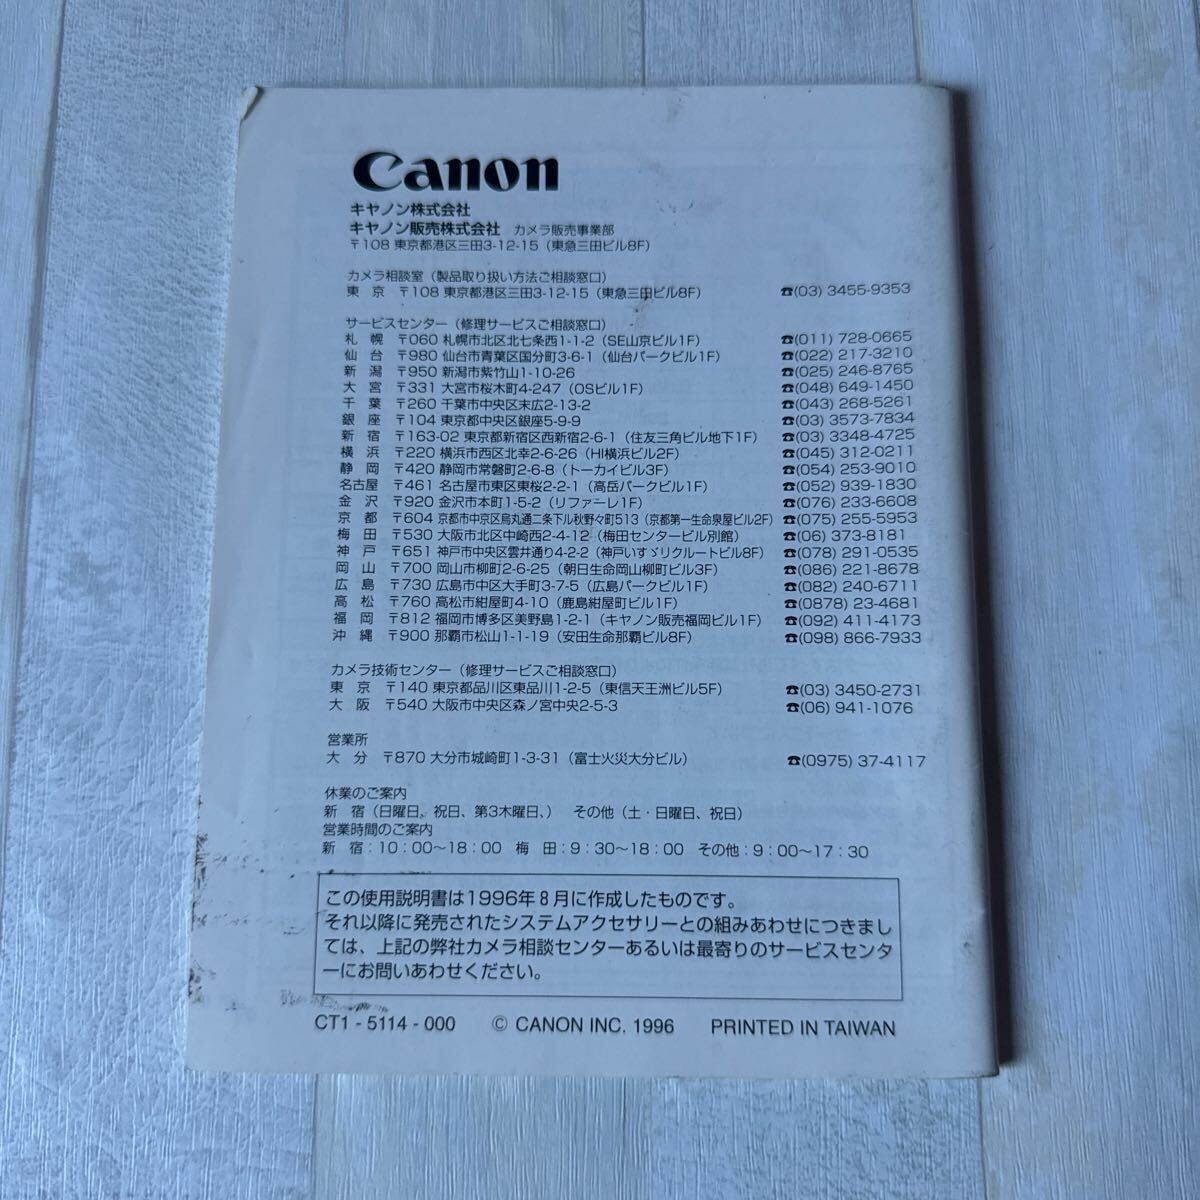 Canon
キヤノン株式会社
キヤノン販売株式会社 カメラ販売事業部
〒108 東京都港区三田3-12-15（東急三田ビル8F）
カメラ相談室（製品取り扱い方法ご相談窓口）
東 京 〒108 東京都港区三田3-12-15（東急三田ビル8F） ☎(03) 3455-9353
サービスセンター（修理サービスご相談窓口）
札 幌 〒060 札幌市北区北七条西1-1-2（SE山京ビル1F） ☎(011) 728-0665
仙 台 〒980 仙台市青葉区国分町3-6-1（仙台パークビル1F） ☎(022) 217-3210
新 潟 〒950 新潟市紫竹山1-10-26 ☎(025) 246-8765
大 宮 〒331 大宮市桜木町4-247（OSビル1F） ☎(048) 649-1450
千 葉 〒260 千葉市中央区末広2-13-2 ☎(043) 268-5261
銀 座 〒104 東京都中央区銀座5-9-9 ☎(03) 3573-7834
新 宿 〒163-02 東京都新宿区西新宿2-6-1（住友三角ビル地下1F） ☎(03) 3348-4725
横 浜 〒220 横浜市西区北幸2-6-26（HI横浜ビル2F） ☎(045) 312-0211
静 岡 〒420 静岡市常磐町2-6-8（トーカイビル3F） ☎(054) 253-9010
名古屋 〒461 名古屋市東区東桜2-2-1（高岳パークビル1F） ☎(052) 939-1830
金 沢 〒920 金沢市本町1-5-2（リファーレ1F） ☎(076) 233-6608
京 都 〒604 京都市中京区烏丸通二条下ル秋野々町513（京都第一生命泉屋ビル2F） ☎(075) 255-5953
梅 田 〒530 大阪市北区中崎西2-4-12（梅田センタービル別館） ☎(06) 373-8181
神 戸 〒651 神戸市中央区雲井通り4-2-2（神戸いすゞリクルートビル8F） ☎(078) 291-0535
岡 山 〒700 岡山市柳町2-6-25（朝日生命岡山柳町ビル3F） ☎(086) 221-8678
広 島 〒730 広島市中区大手町3-7-5（広島パークビル1F） ☎(082) 240-6711
高 松 〒760 高松市紺屋町4-10（鹿島紺屋町ビル1F） ☎(0878) 23-4681
福 岡 〒812 福岡市博多区美野島1-2-1（キヤノン販売福岡ビル1F） ☎(092) 411-4173
沖 縄 〒900 那覇市松山1-1-19（安田生命那覇ビル8F） ☎(098) 866-7933
カメラ技術センター（修理サービスご相談窓口）
東 京 〒140 東京都品川区東品川1-2-5（東信天王洲ビル5F） ☎(03) 3450-2731
大 阪 〒540 大阪市中央区森ノ宮中央2-5-3 ☎(06) 941-1076
営業所
大 分 〒870 大分市城崎町1-3-31（富士火災大分ビル） ☎(0975) 37-4117
休業のご案内
新 宿（日曜日、祝日、第3木曜日、） その他（土・日曜日、祝日）
営業時間のご案内
新 宿：10：00〜18：00 梅 田：9：30〜18：00 その他：9：00〜17：30
この使用説明書は1996年8月に作成したものです。
それ以降に発売されたシステムアクセサリーとの組みあわせにつきまし
ては、上記の弊社カメラ相談センターあるいは最寄りのサービスセンタ
ーにお問いあわせください。
CT1 - 5114 - 000 © CANON INC. 1996 PRINTED IN TAIWAN